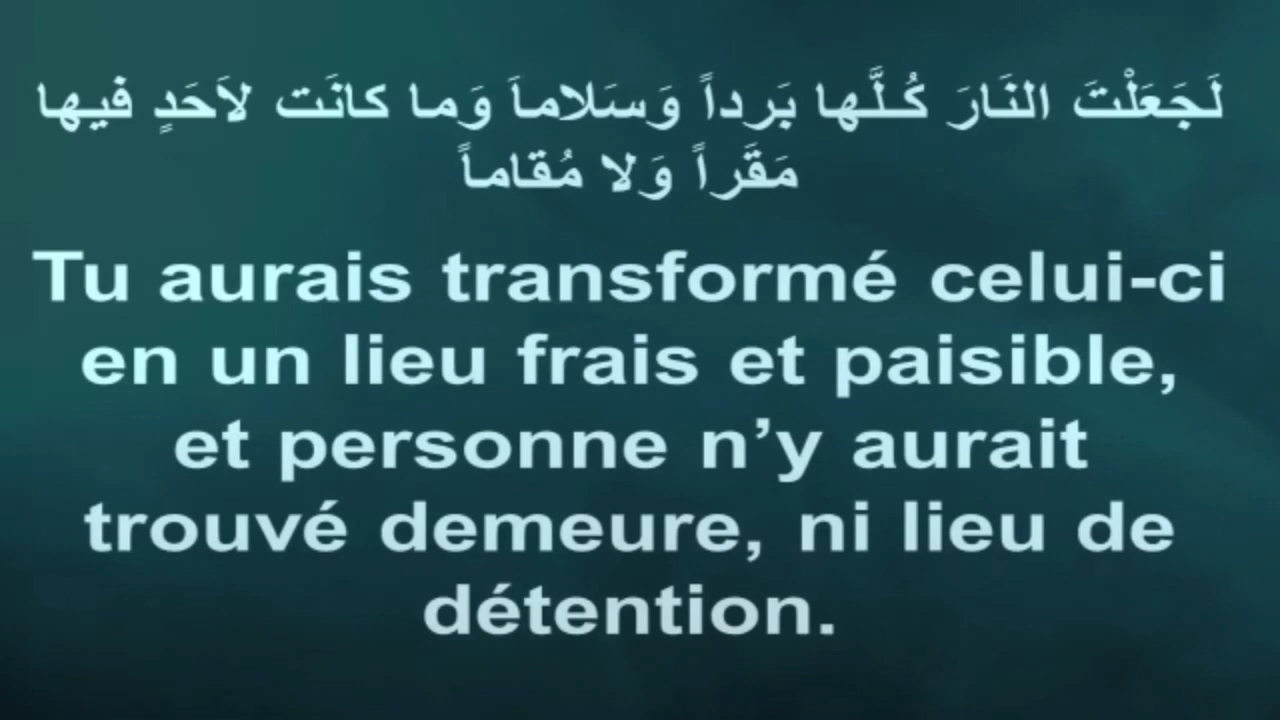 لَجَعَلْتَ النَارَ كُلَّها بَرداً وَسَلاماَ وَما كانَت لاَحَدٍ فيها
مَقَراً وَلا مُقاماً
Tu aurais transformé celui-ci
en un lieu frais et paisible,
et personne n’y aurait
trouvé demeure, ni lieu de
détention.